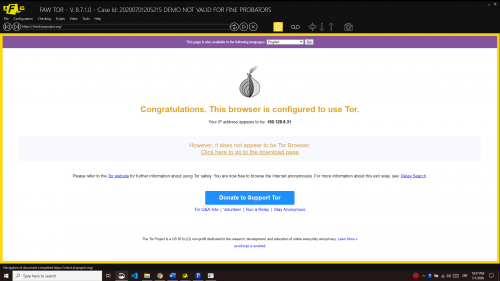 FAW TOR - V. 8.7.1.0 - Case Id: 20200701205215 DEMO NOT VALID FOR FINE PROBATORS
File Configurations Checking Scripts Video Tools Help
https://check.torproject.org/
This page is also available in the following languages: English Go
Congratulations. This browser is configured to use Tor.
Your IP address appears to be:
However, it does not appear to be Tor Browser.
Click here to go to the download page
Please refer to the Tor website for further information about using Tor safely. You are now free to browse the Internet anonymously. For more information about this exit relay, see: Relay Search.
Donate to Support Tor
Tor Q&A Site | Volunteer | Run a Relay | Stay Anonymous
The Tor Project is a US 501(c)(3) non-profit dedicated to the research, development, and education of online anonymity and privacy. Learn More »
JavaScript is enabled.
Navigation of document completed https://check.torproject.org/
Type here to search